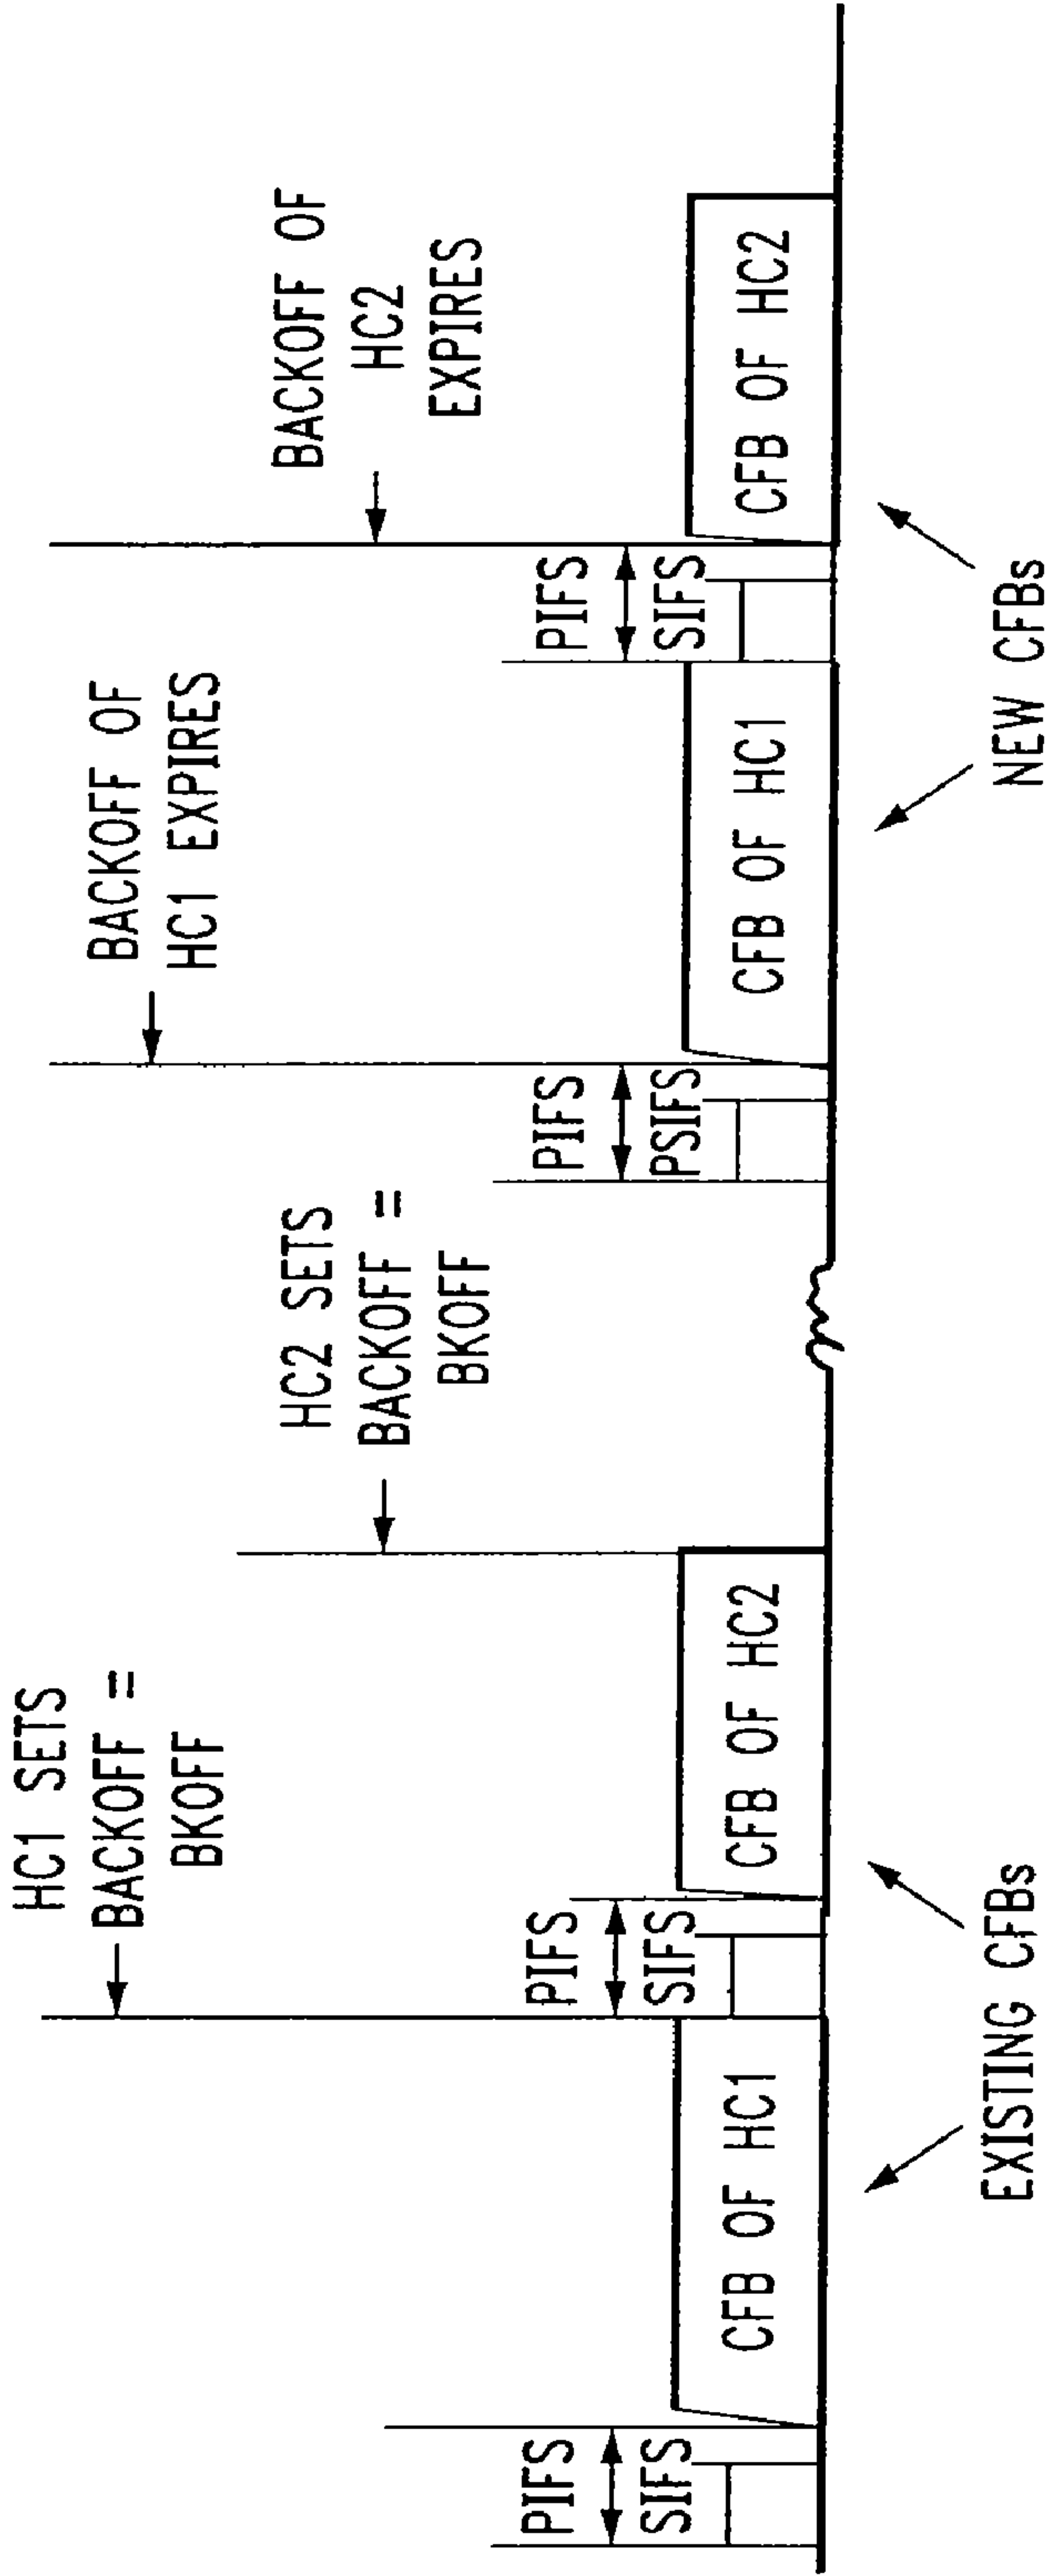 HC1 SETS
BACKOFF =
BKOFF
HC2 SETS
BACKOFF =
BKOFF
BACKOFF OF
HC1 EXPIRES
BACKOFF OF
HC2
EXPIRES
PIFS
SIFS
CFB OF HC1
PIFS
SIFS
CFB OF HC2
PIFS
PSIFS
CFB OF HC1
PIFS
SIFS
CFB OF HC2
EXISTING CFBs
NEW CFBs